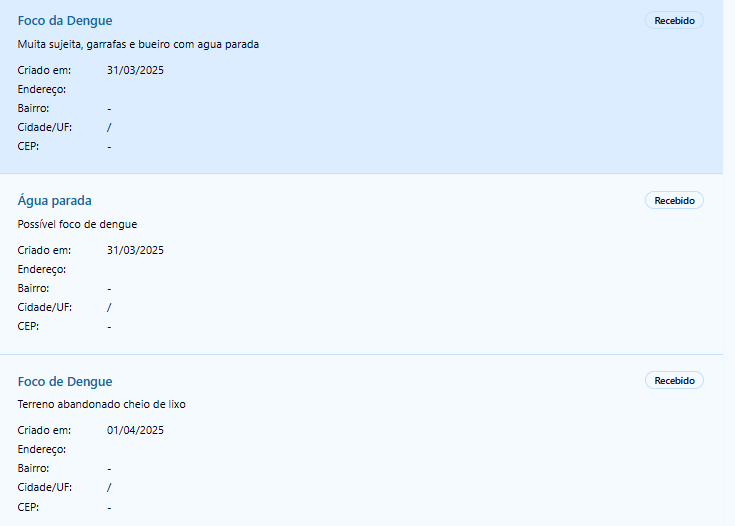 Foco da Dengue Recebido
Muita sujeita, garrafas e bueiro com agua parada
Criado em: 31/03/2025
Endereço:
Bairro: -
Cidade/UF: /
CEP: -
Água parada Recebido
Possível foco de dengue
Criado em: 31/03/2025
Endereço:
Bairro: -
Cidade/UF: /
CEP: -
Foco de Dengue Recebido
Terreno abandonado cheio de lixo
Criado em: 01/04/2025
Endereço:
Bairro: -
Cidade/UF: /
CEP: -